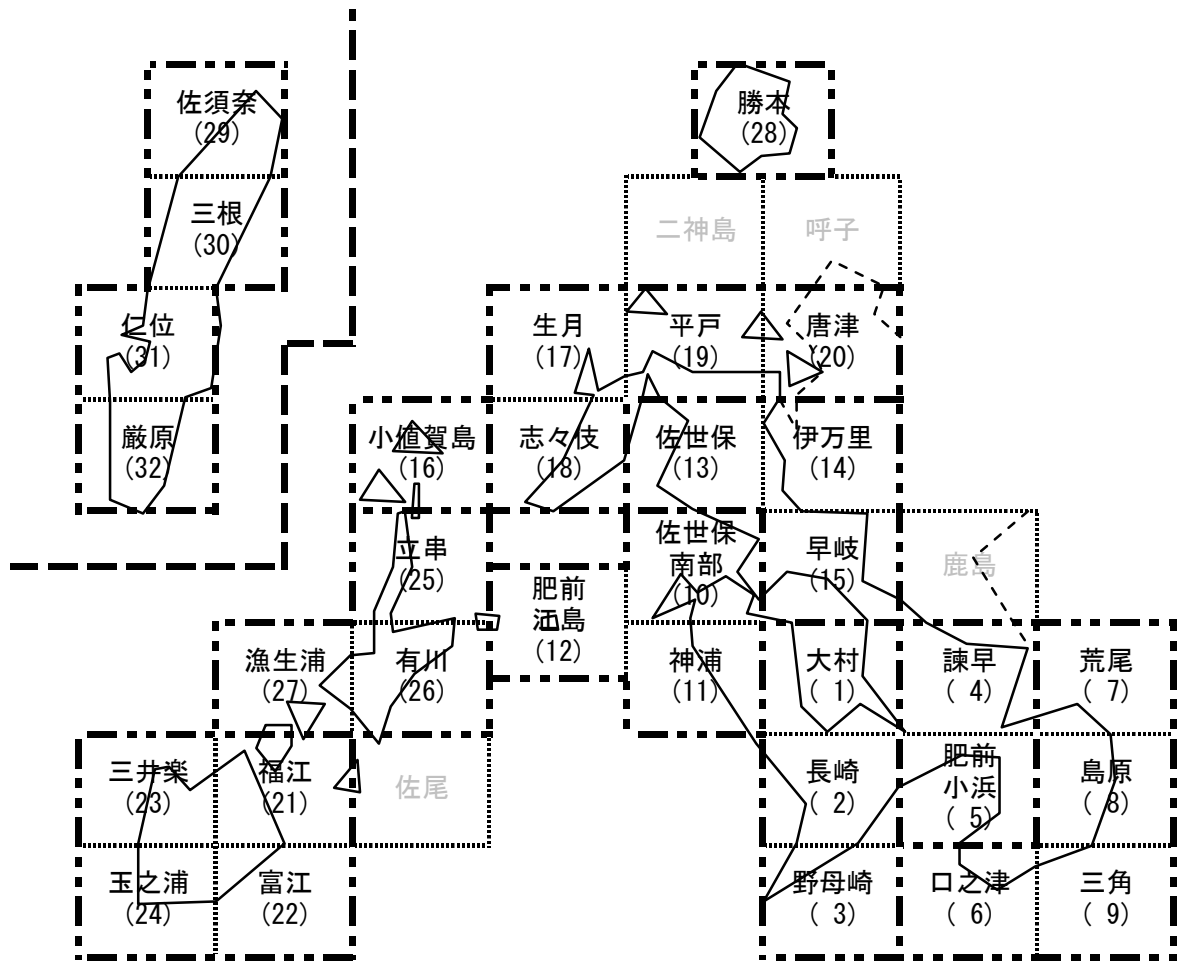 佐須奈
(29)
勝本
(28)
三根
(30)
二神島
呼子
仁位
(31)
生月
(17)
平戸
(19)
唐津
(20)
厳原
(32)
小値賀島
(16)
志々伎
(18)
佐世保
(13)
伊万里
(14)
立串
(25)
肥前
江島
(12)
佐世保
南部
(10)
早岐
(15)
鹿島
漁生浦
(27)
有川
(26)
神浦
(11)
大村
( 1)
諫早
( 4)
荒尾
( 7)
三井楽
(23)
福江
(21)
佐尾
長崎
( 2)
肥前
小浜
( 5)
島原
( 8)
玉之浦
(24)
富江
(22)
野母崎
( 3)
口之津
( 6)
三角
( 9)